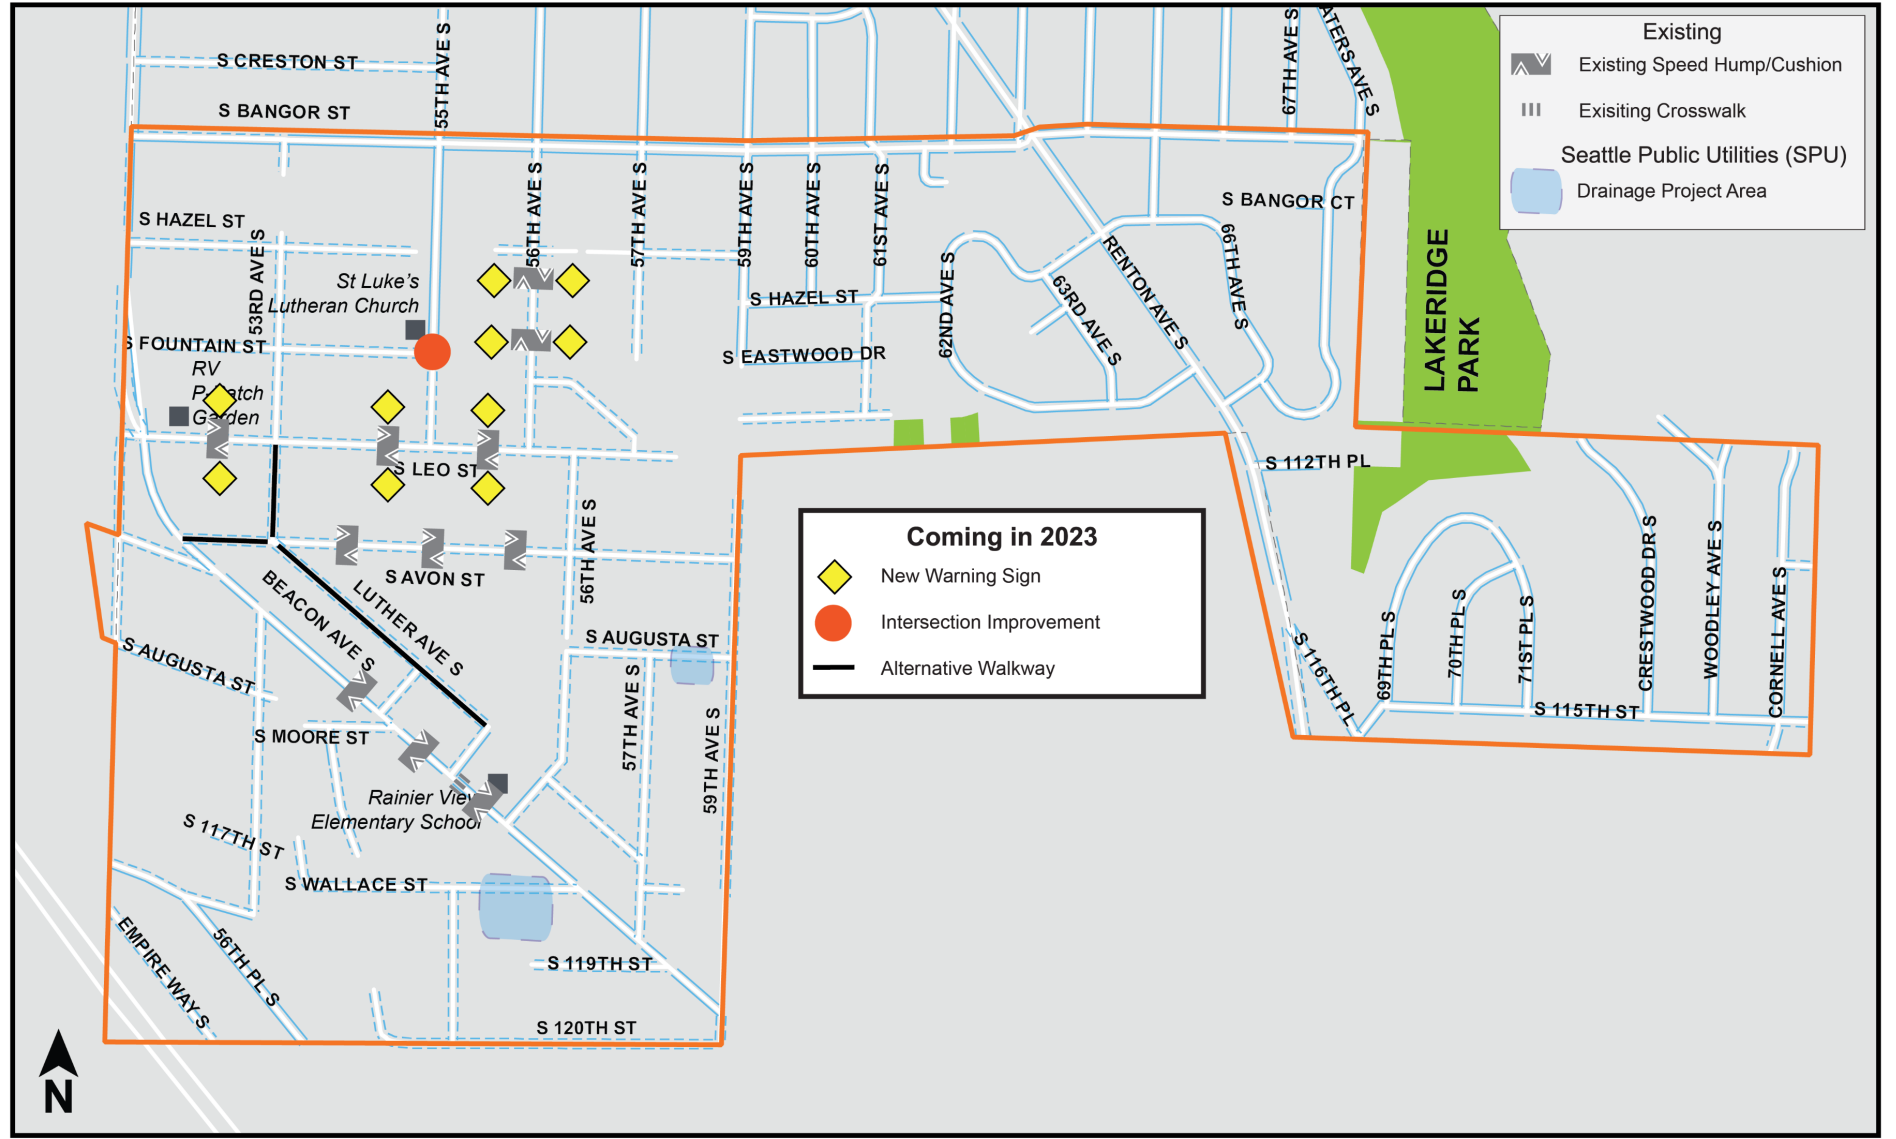 S CRESTON ST
55TH AVE S
67TH AVE S
ATERS AVE S
Existing
Existing Speed Hump/Cushion
Exisiting Crosswalk
Seattle Public Utilities (SPU)
Drainage Project Area
S BANGOR ST
S HAZEL ST
53RD AVE S
56TH AVE S
57TH AVE S
59TH AVE S
60TH AVE S
61ST AVE S
S BANGOR CT
66TH AVE S
RENTON AVE S
63RD AVE S
62ND AVE S
S HAZEL ST
S EASTWOOD DR
LAKERIDGE
PARK
St Luke's
Lutheran Church
S FOUNTAIN ST
RV
P-Patch
Garden
S LEO ST
S 112TH PL
56TH AVE S
S AVON ST
BEACON AVE S
LUTHER AVE S
Coming in 2023
New Warning Sign
Intersection Improvement
Alternative Walkway
S AUGUSTA ST
S AUGUSTA ST
57TH AVE S
59TH AVE S
S MOORE ST
Rainier View
Elementary School
S 116TH PL
69TH PL S
70TH PL S
71ST PL S
CRESTWOOD DR S
WOODLEY AVE S
CORNELL AVE S
S 115TH ST
S 117TH ST
S WALLACE ST
EMPIRE WAY S
56TH PL S
S 119TH ST
S 120TH ST
N